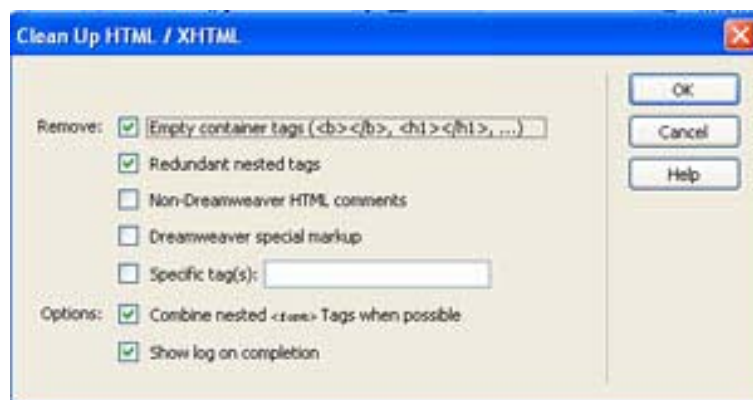 Clean Up HTML / XHTML
OK
Remove: Empty container tags (<b></b>, <h1></h1>, ...)
Cancel
Redundant nested tags
Help
Non-Dreamweaver HTML comments
Dreamweaver special markup
Specific tag(s):
Options: Combine nested <font> Tags when possible
Show log on completion